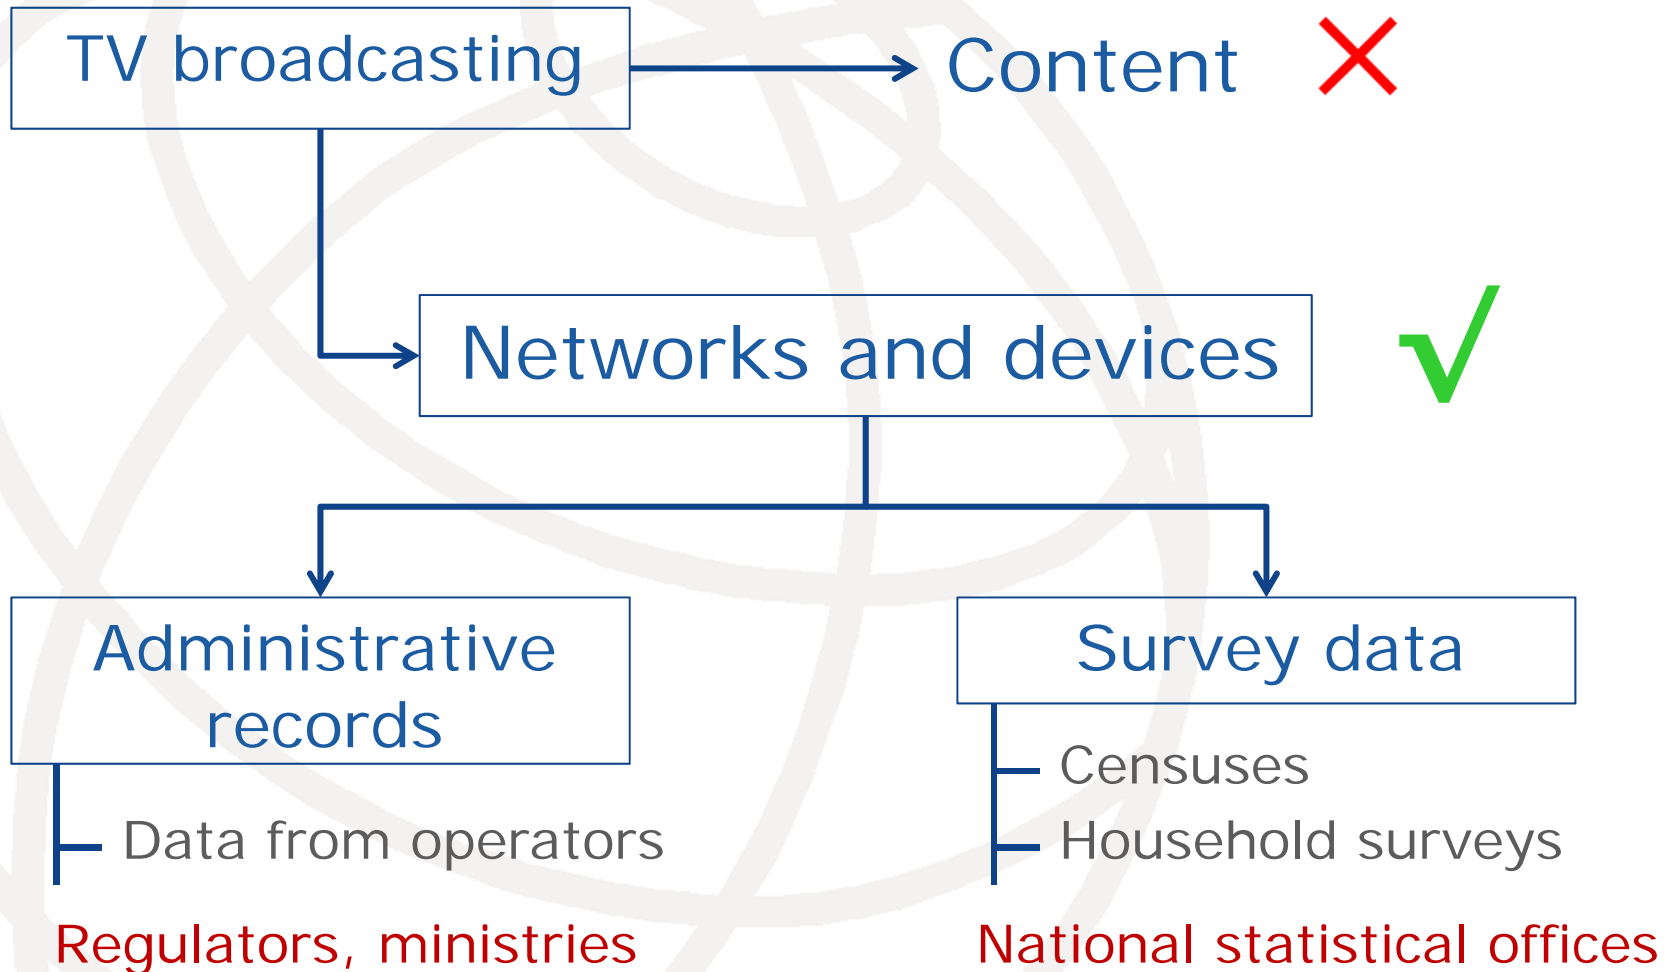 TV broadcasting
Content
Networks and devices
Administrative
records
Data from operators
Regulators, ministries
Survey data
Censuses
Household surveys
National statistical offices